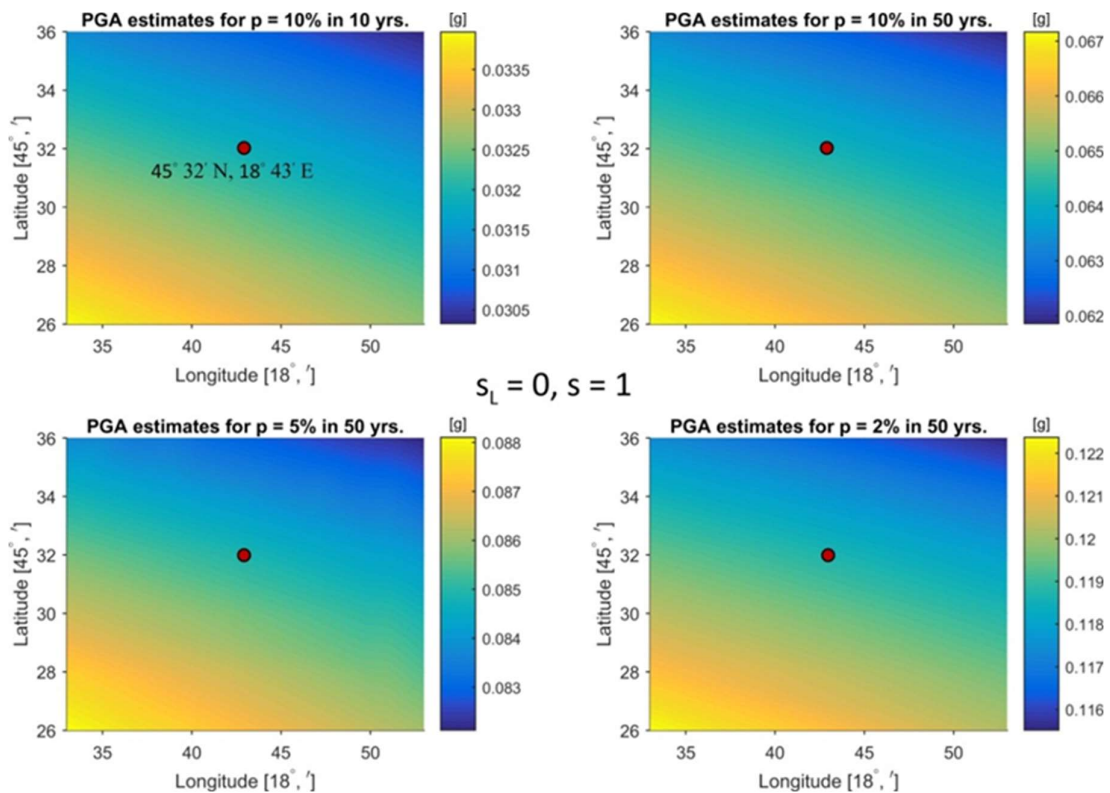 PGA estimates for p = 10% in 10 yrs. [g]
36
34
32
30
28
26
Latitude [45°, ′]
45° 32′ N, 18° 43′ E
35 40 45 50
Longitude [18°, ′]
0.0335
0.033
0.0325
0.032
0.0315
0.031
0.0305
PGA estimates for p = 10% in 50 yrs. [g]
36
34
32
30
28
26
Latitude [45°, ′]
35 40 45 50
Longitude [18°, ′]
0.067
0.066
0.065
0.064
0.063
0.062
s_L = 0, s = 1
PGA estimates for p = 5% in 50 yrs. [g]
36
34
32
30
28
26
Latitude [45°, ′]
35 40 45 50
Longitude [18°, ′]
0.088
0.087
0.086
0.085
0.084
0.083
PGA estimates for p = 2% in 50 yrs. [g]
36
34
32
30
28
26
Latitude [45°, ′]
35 40 45 50
Longitude [18°, ′]
0.122
0.121
0.12
0.119
0.118
0.117
0.116